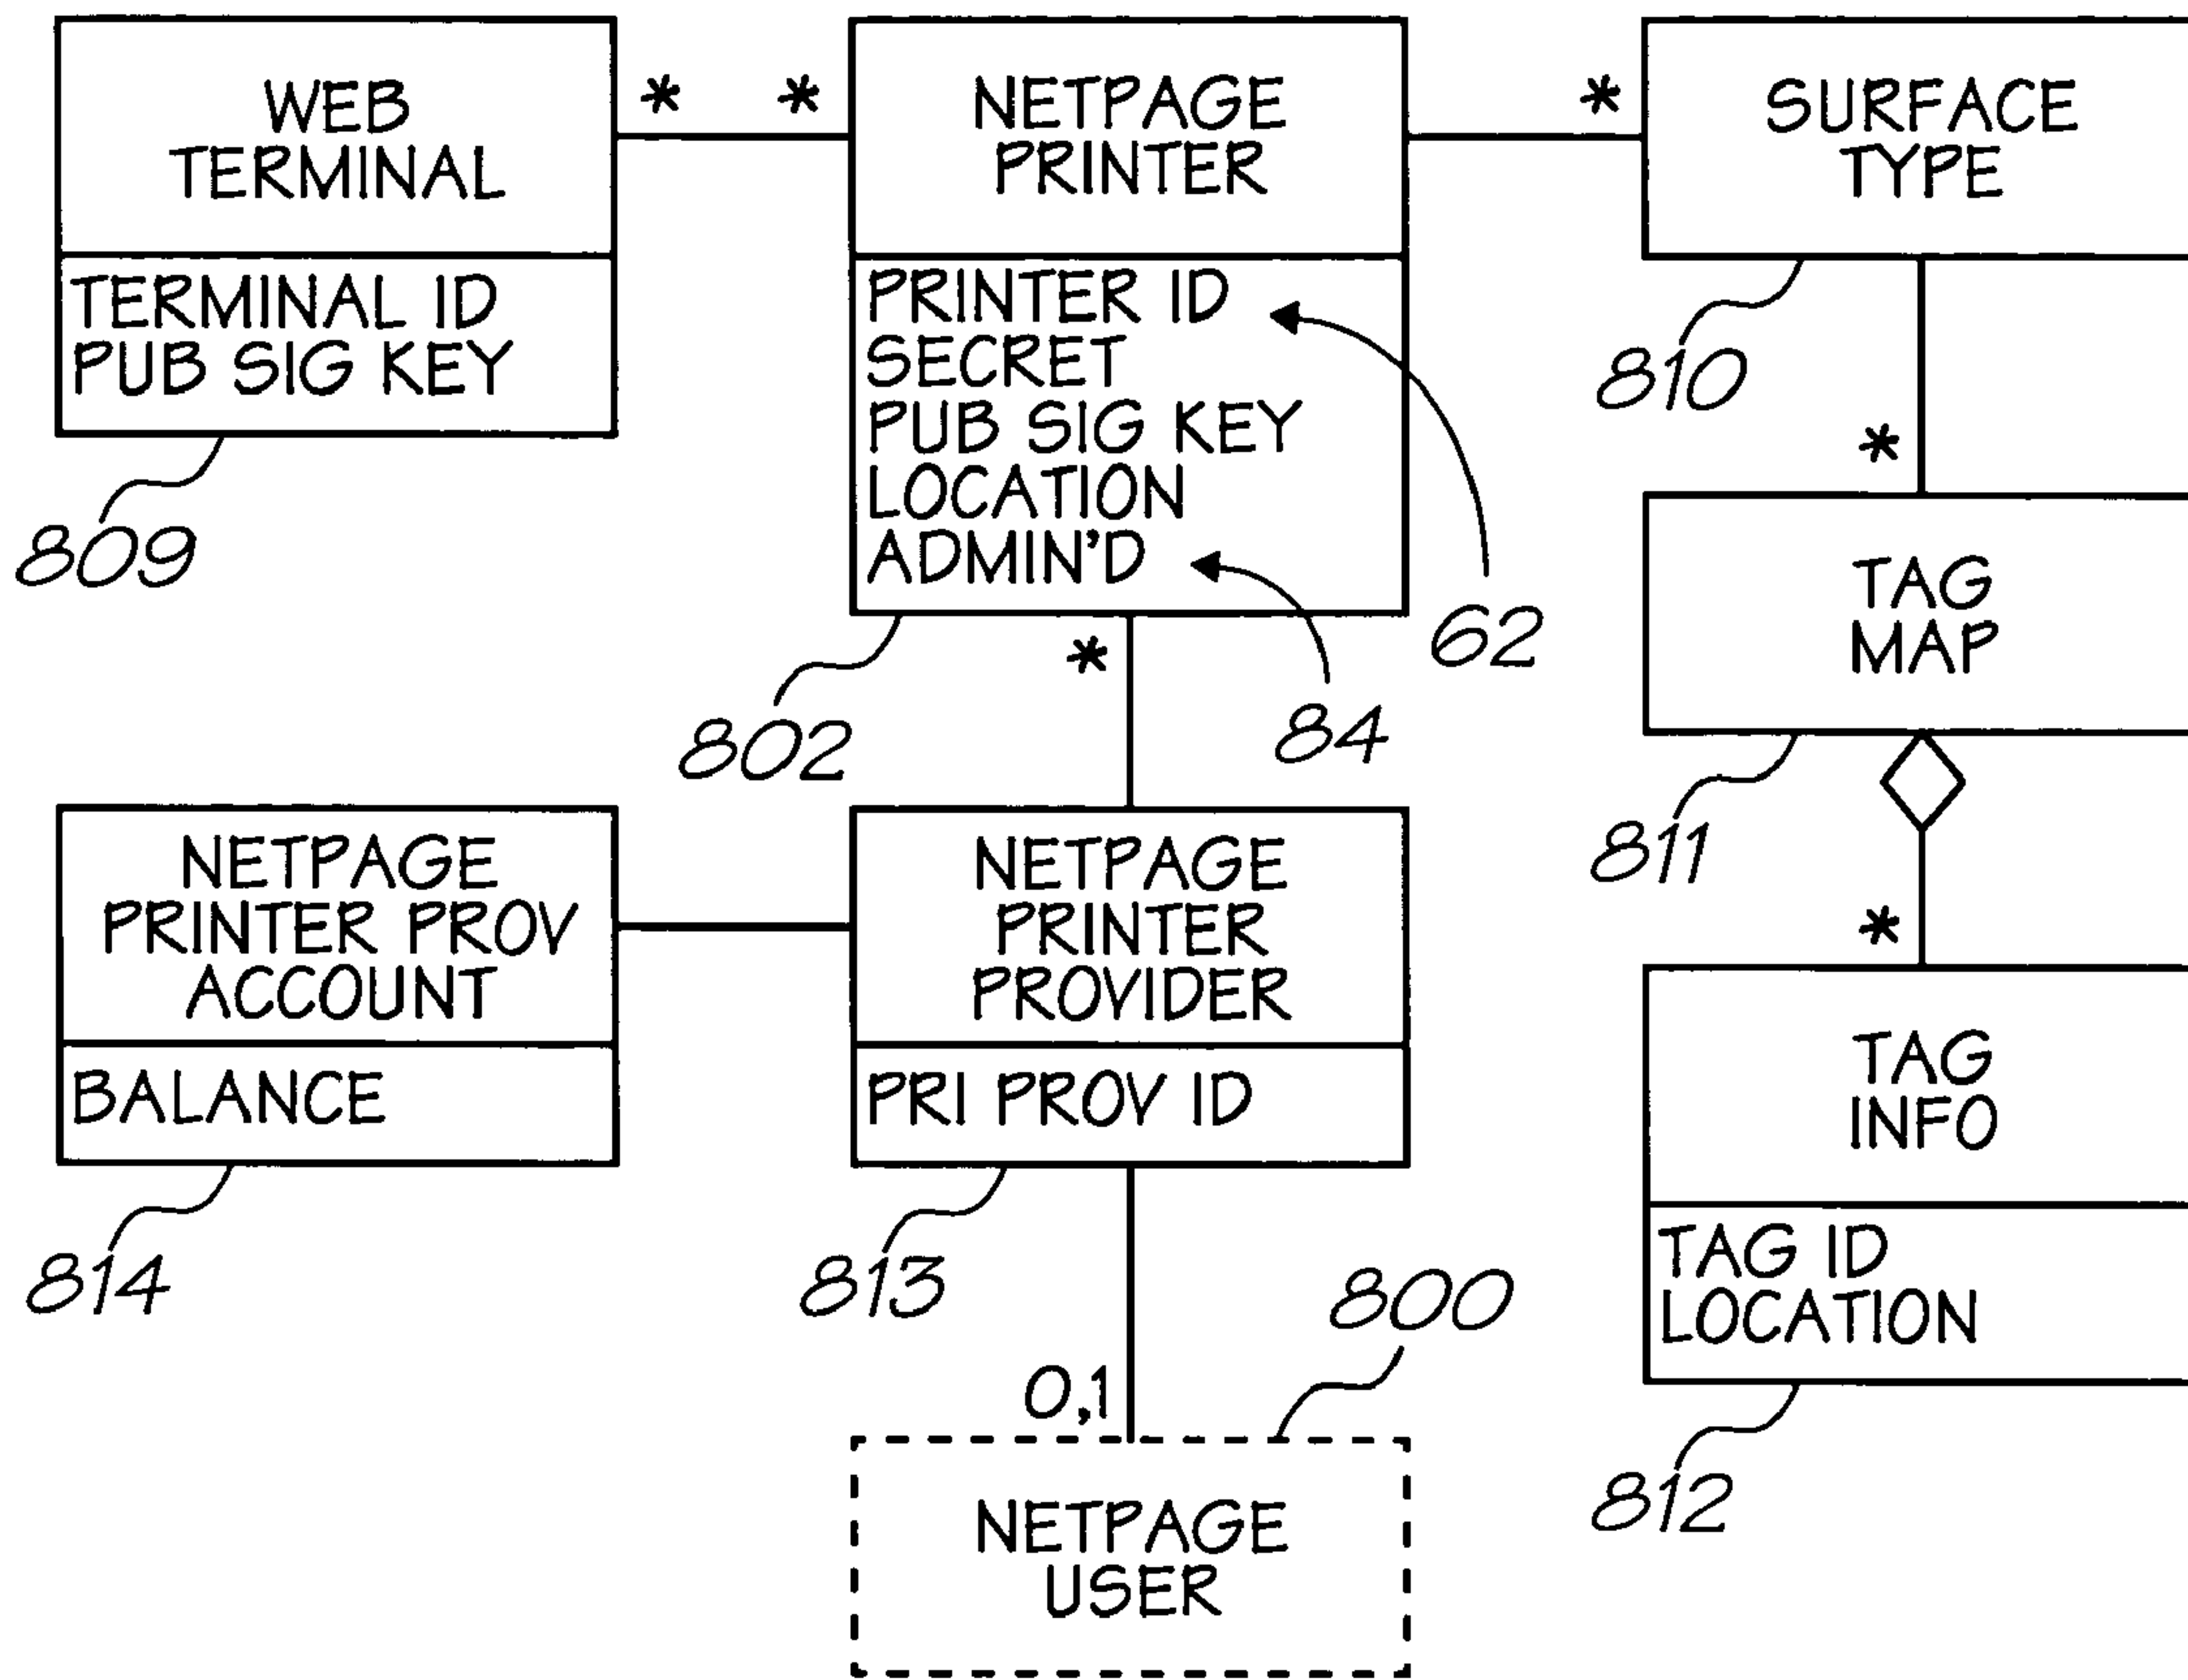 WEB
TERMINAL
TERMINAL ID
PUB SIG KEY
809
*
*
NETPAGE
PRINTER
PRINTER ID
SECRET
PUB SIG KEY
LOCATION
ADMIN'D
62
84
802
*
*
SURFACE
TYPE
810
*
TAG
MAP
811
*
TAG
INFO
TAG ID
LOCATION
812
NETPAGE
PRINTER PROV
ACCOUNT
BALANCE
814
NETPAGE
PRINTER
PROVIDER
PRI PROV ID
813
800
0,1
NETPAGE
USER